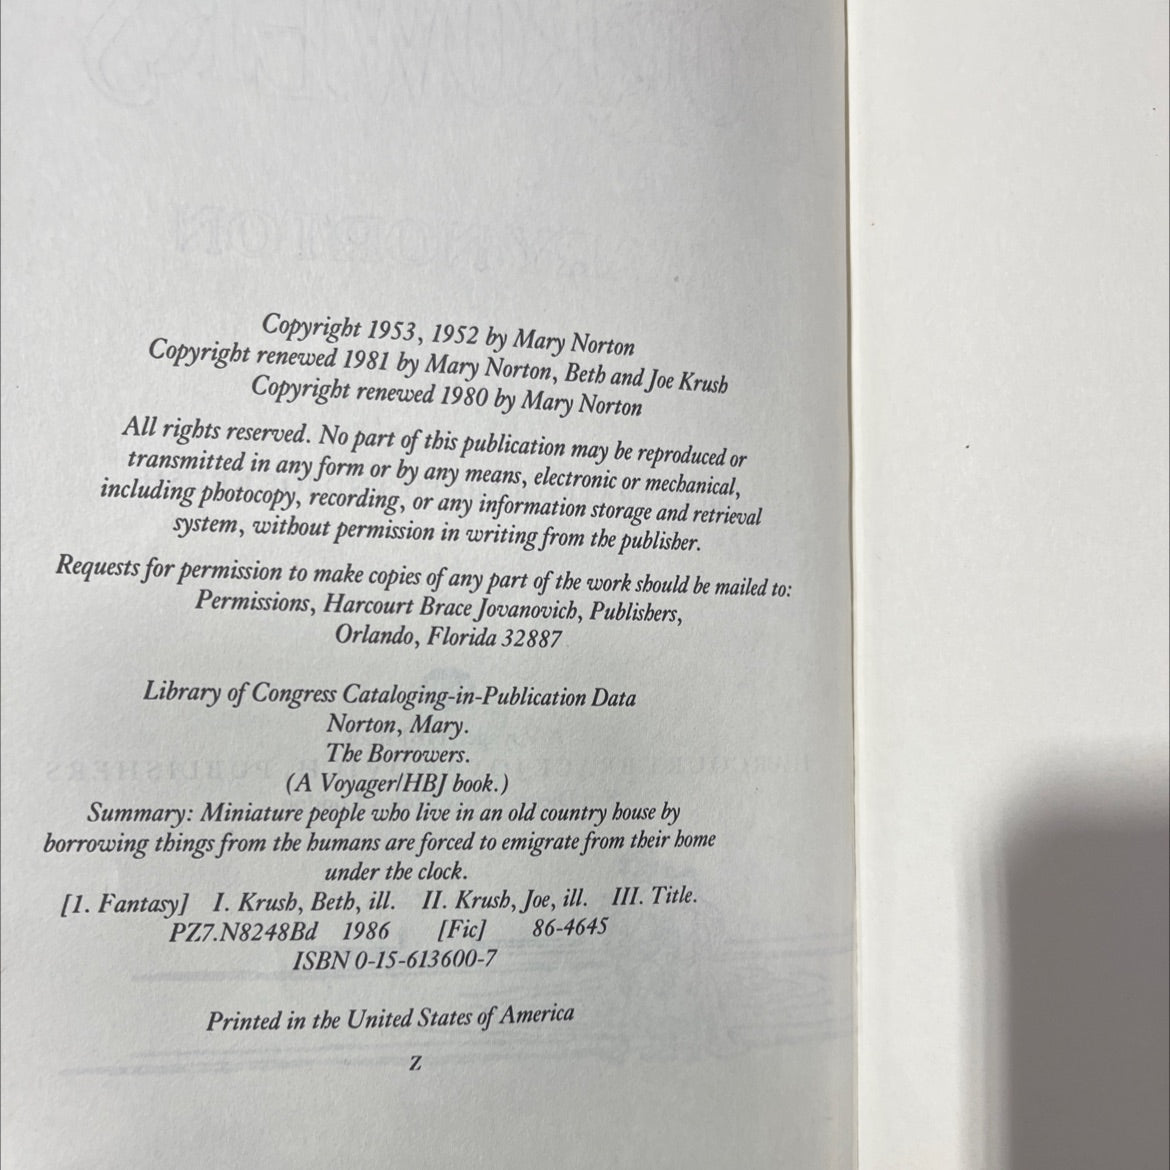 Copyright 1953, 1952 by Mary Norton
Copyright renewed 1981 by Mary Norton, Beth and Joe Krush
Copyright renewed 1980 by Mary Norton
All rights reserved. No part of this publication may be reproduced or
transmitted in any form or by any means, electronic or mechanical,
including photocopy, recording, or any information storage and retrieval
system, without permission in writing from the publisher.
Requests for permission to make copies of any part of the work should be mailed to:
Permissions, Harcourt Brace Jovanovich, Publishers,
Orlando, Florida 32887
Library of Congress Cataloging-in-Publication Data
Norton, Mary.
The Borrowers.
(A Voyager/HBJ book.)
Summary: Miniature people who live in an old country house by
borrowing things from the humans are forced to emigrate from their home
under the clock.
[1. Fantasy] I. Krush, Beth, ill. II. Krush, Joe, ill. III. Title.
PZ7.N8248Bd 1986 [Fic] 86-4645
ISBN 0-15-613600-7
Printed in the United States of America
Z